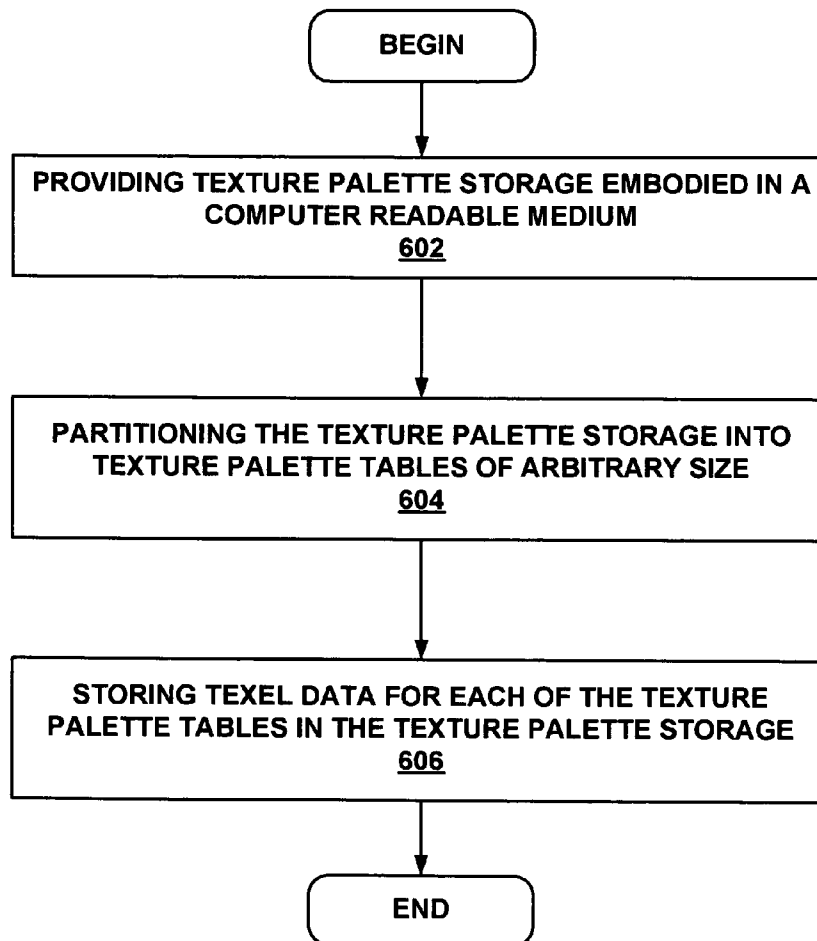 BEGIN
PROVIDING TEXTURE PALETTE STORAGE EMBODIED IN A
COMPUTER READABLE MEDIUM
602
PARTITIONING THE TEXTURE PALETTE STORAGE INTO
TEXTURE PALETTE TABLES OF ARBITRARY SIZE
604
STORING TEXEL DATA FOR EACH OF THE TEXTURE
PALETTE TABLES IN THE TEXTURE PALETTE STORAGE
606
END